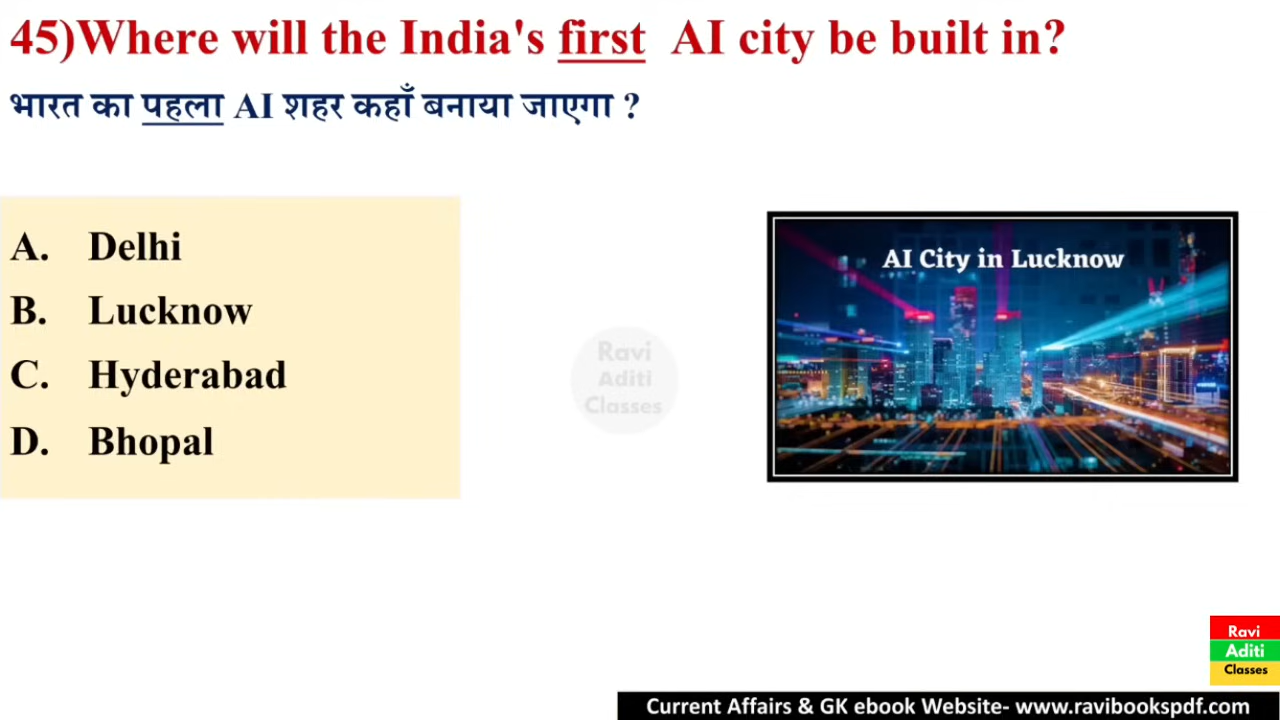 45)Where will the India's first AI city be built in?
भारत का पहला AI शहर कहाँ बनाया जाएगा ?
A. Delhi
B. Lucknow
C. Hyderabad
D. Bhopal
AI City in Lucknow
Ravi
Aditi
Classes
Ravi
Aditi
Classes
Current Affairs & GK ebook Website- www.ravibookspdf.com